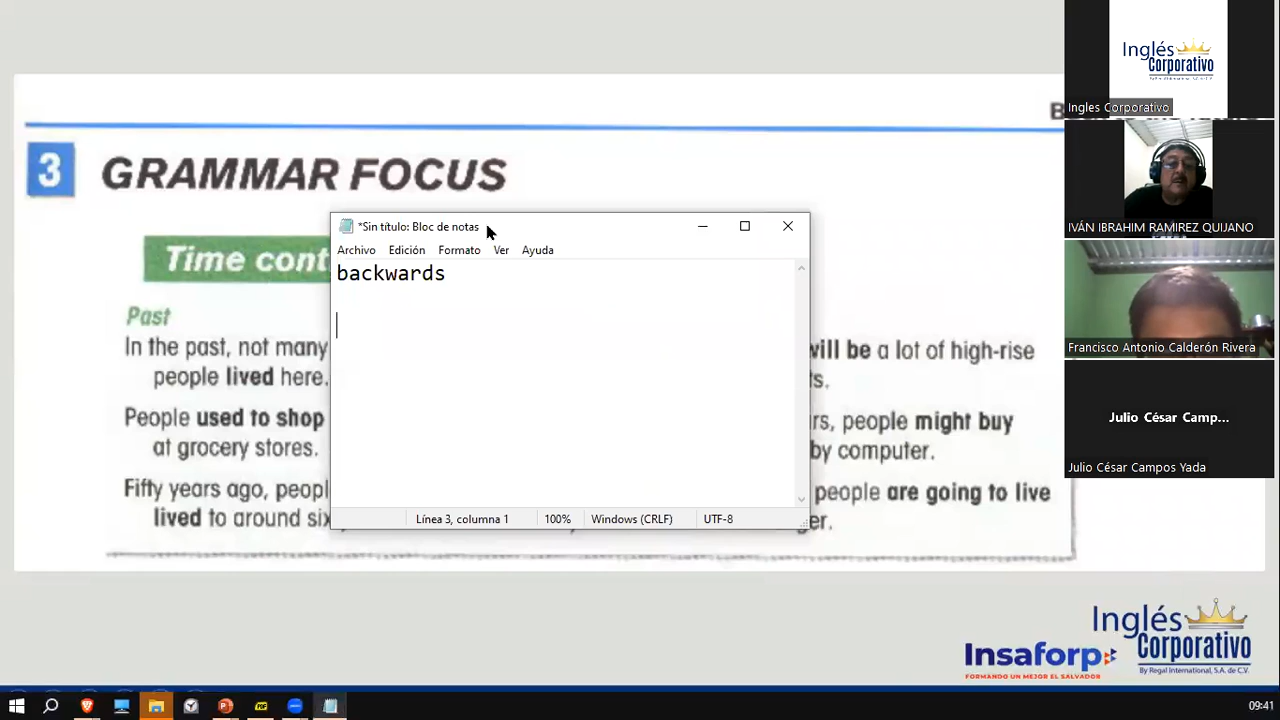 3 GRAMMAR FOCUS
Time cont
Past
In the past, not many
people lived here.
People used to shop
at grocery stores.
Fifty years ago, peopl
lived to around six
will be a lot of high-rise
ts.
rs, people might buy
by computer.
people are going to live
ger.
*Sin título: Bloc de notas
Archivo Edición Formato Ver Ayuda
backwards
Línea 3, columna 1 100% Windows (CRLF) UTF-8
Inglés
Corporativo
Ingles Corporativo
IVÁN IBRAHIM RAMIREZ QUIJANO
Francisco Antonio Calderón Rivera
Julio César Camp...
Julio César Campos Yada
Insaforp
FORMANDO UN MEJOR EL SALVADOR
Inglés
Corporativo
By Regal International, S.A. de C.V.
09:41